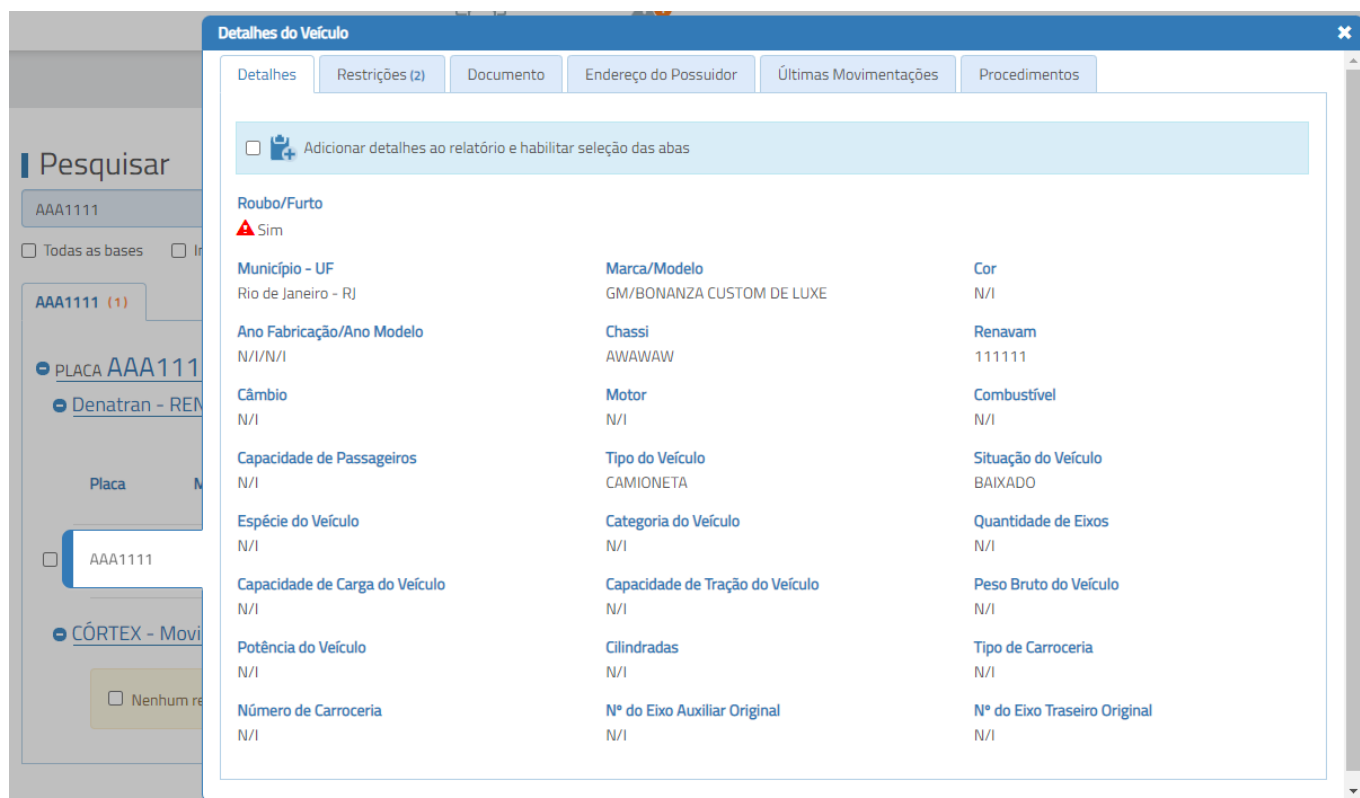 Detalhes do Veículo
Detalhes
Restrições (2)
Documento
Endereço do Possuidor
Últimas Movimentações
Procedimentos
Adicionar detalhes ao relatório e habilitar seleção das abas
Pesquisar
AAA1111
Todas as bases
AAA1111 (1)
PLACA AAA111
Denatran - REN
Placa
AAA1111
CÓRTEX - Movi
Nenhum re
Roubo/Furto
Sim
Município - UF Marca/Modelo Cor
Rio de Janeiro - RJ GM/BONANZA CUSTOM DE LUXE N/I
Ano Fabricação/Ano Modelo Chassi Renavam
N/I/N/I AWAWAW 111111
Câmbio Motor Combustível
N/I N/I N/I
Capacidade de Passageiros Tipo do Veículo Situação do Veículo
N/I CAMIONETA BAIXADO
Espécie do Veículo Categoria do Veículo Quantidade de Eixos
N/I N/I N/I
Capacidade de Carga do Veículo Capacidade de Tração do Veículo Peso Bruto do Veículo
N/I N/I N/I
Potência do Veículo Cilindradas Tipo de Carroceria
N/I N/I N/I
Número de Carroceria Nº do Eixo Auxiliar Original Nº do Eixo Traseiro Original
N/I N/I N/I